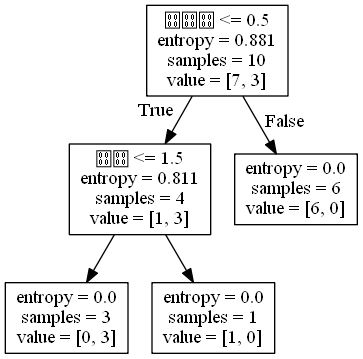 <= 0.5
entropy = 0.881
samples = 10
value = [7, 3]
True
False
<= 1.5
entropy = 0.811
samples = 4
value = [1, 3]
entropy = 0.0
samples = 6
value = [6, 0]
entropy = 0.0
samples = 3
value = [0, 3]
entropy = 0.0
samples = 1
value = [1, 0]